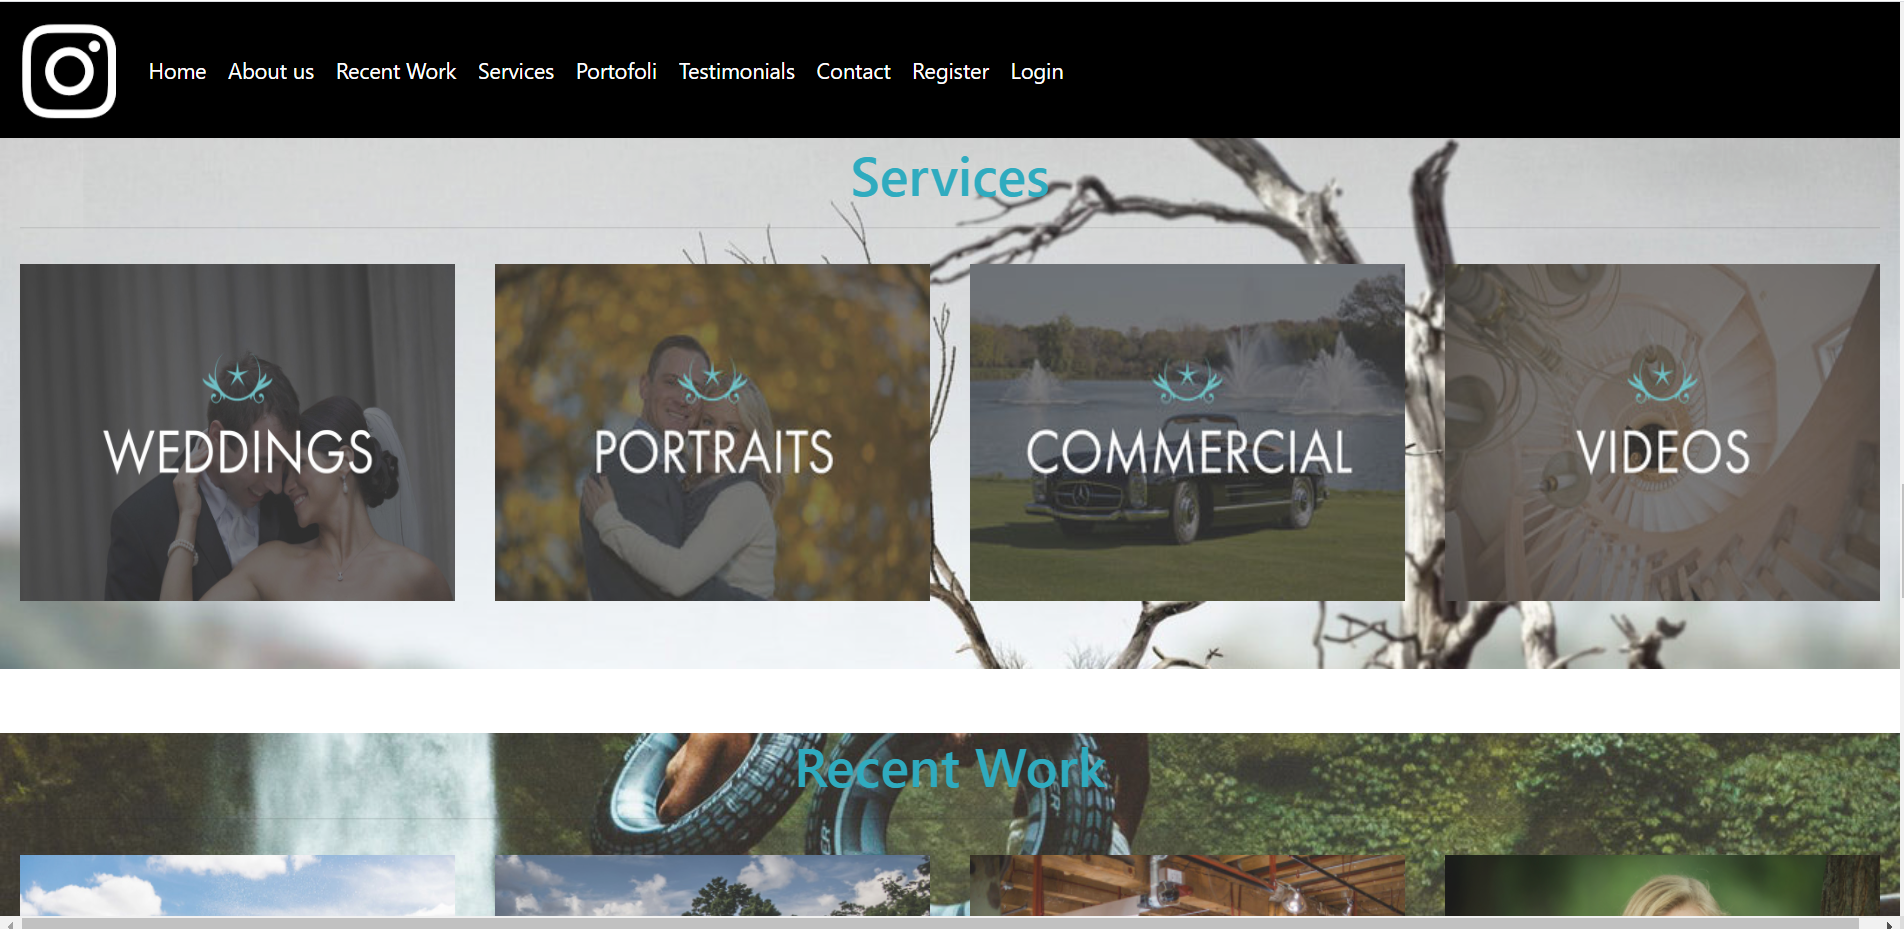 Home About us Recent Work Services Portofoli Testimonials Contact Register Login
Services
WEDDINGS PORTRAITS COMMERCIAL VIDEOS
Recent Work